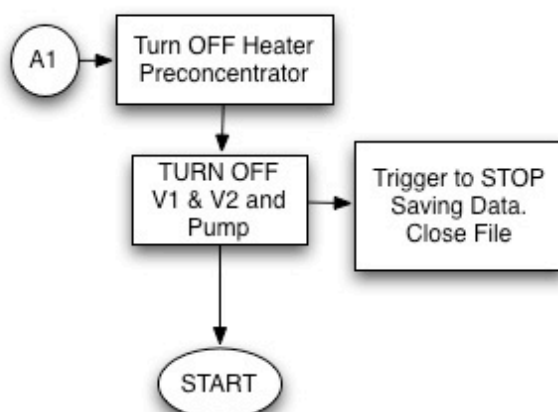 A1
Turn OFF Heater
Preconcentrator
TURN OFF
V1 & V2 and
Pump
Trigger to STOP
Saving Data.
Close File
START